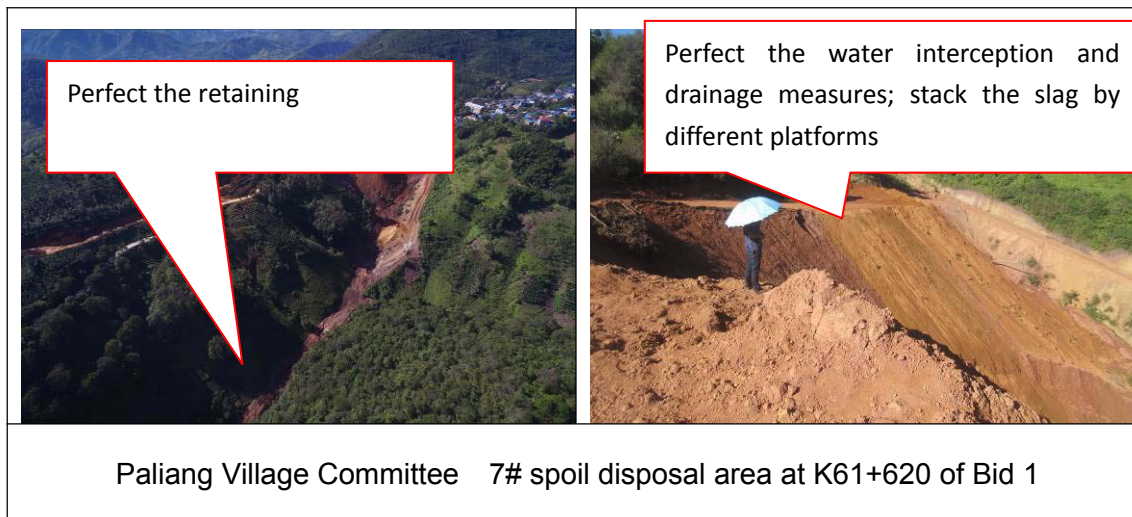 Perfect the retaining
Perfect the water interception and
drainage measures; stack the slag by
different platforms
Paliang Village Committee 7# spoil disposal area at K61+620 of Bid 1